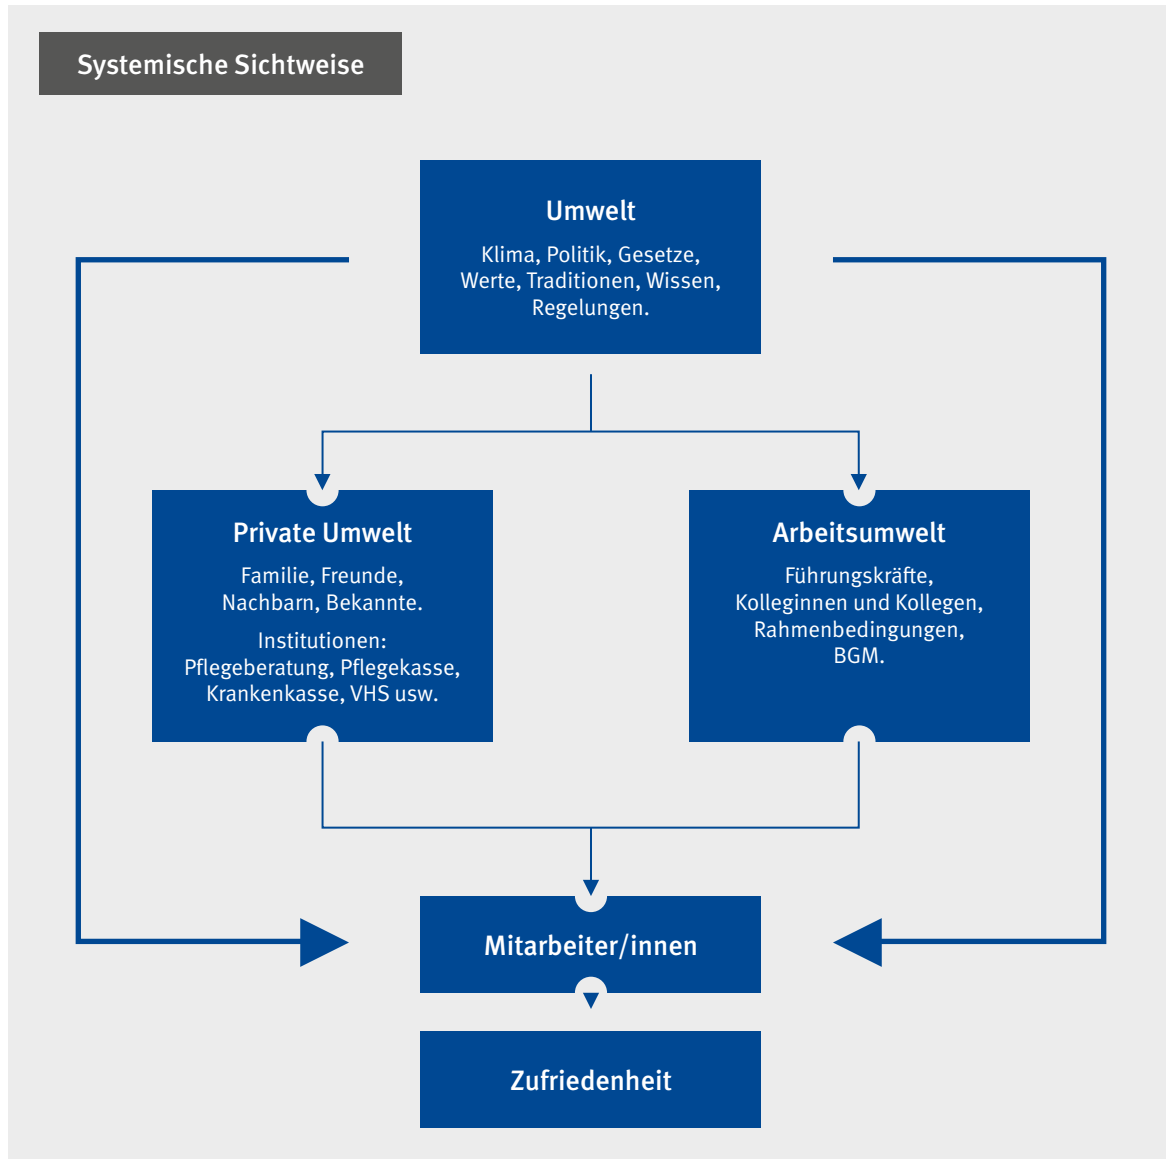 Systemische Sichtweise
Umwelt
Klima, Politik, Gesetze,
Werte, Traditionen, Wissen,
Regelungen.
Private Umwelt
Familie, Freunde,
Nachbarn, Bekannte.
Institutionen:
Pflegeberatung, Pflegekasse,
Krankenkasse, VHS usw.
Arbeitsumwelt
Führungskräfte,
Kolleginnen und Kollegen,
Rahmenbedingungen,
BGM.
Mitarbeiter/innen
Zufriedenheit